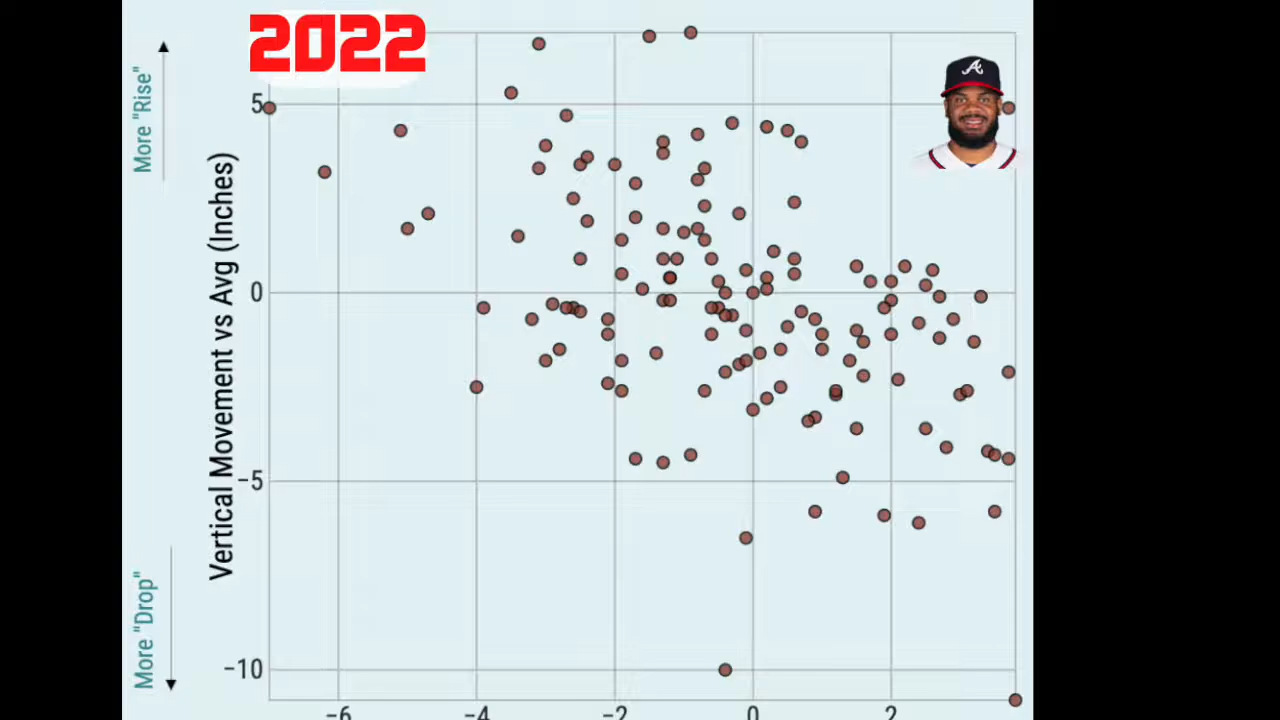 2022
More "Rise"
Vertical Movement vs Avg (Inches)
More "Drop"
5
0
−5
−10
−6
−4
−2
0
2
A